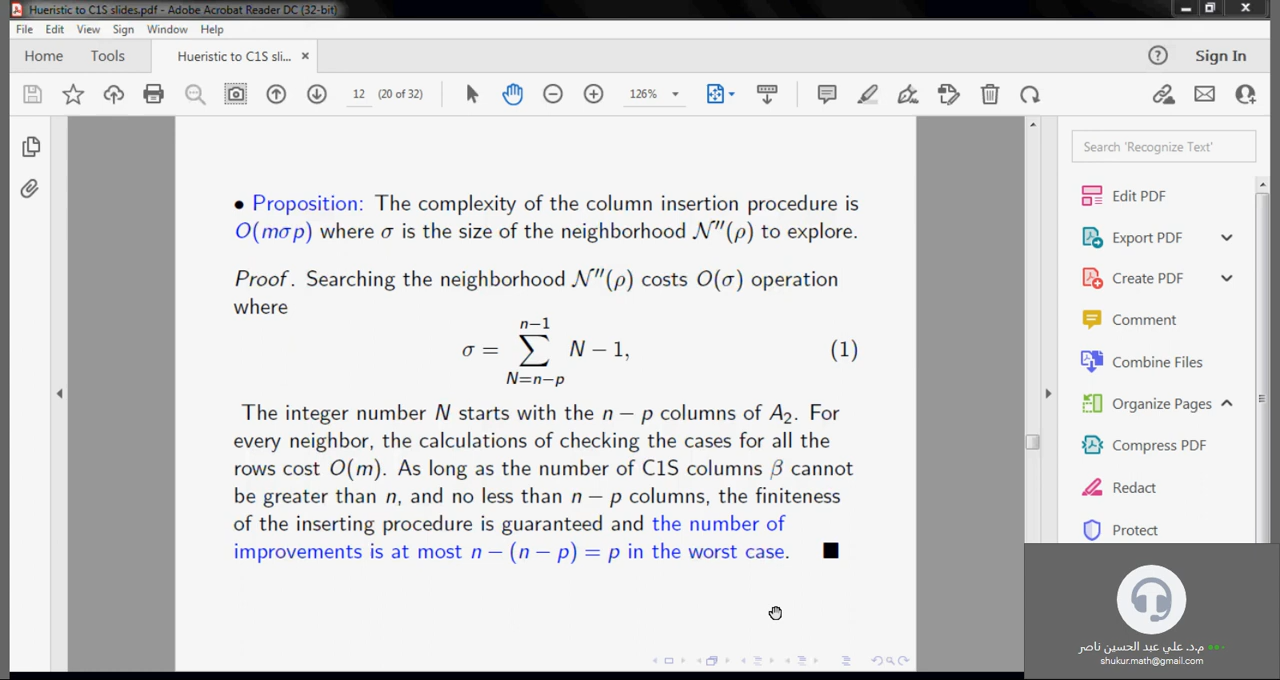 Hueristic to C1S slides.pdf - Adobe Acrobat Reader DC (32-bit)
File Edit View Sign Window Help
Home Tools Hueristic to C1S sli... × Sign In
12 (20 of 32) 126%
Search 'Recognize Text'
Edit PDF
Export PDF
Create PDF
Comment
Combine Files
Organize Pages
Compress PDF
Redact
Protect
• Proposition: The complexity of the column insertion procedure is
O(mσp) where σ is the size of the neighborhood 𝒩′′(ρ) to explore.
Proof. Searching the neighborhood 𝒩′′(ρ) costs O(σ) operation
where
n−1
σ = ∑ N − 1, (1)
N=n−p
The integer number N starts with the n − p columns of A₂. For
every neighbor, the calculations of checking the cases for all the
rows cost O(m). As long as the number of C1S columns β cannot
be greater than n, and no less than n − p columns, the finiteness
of the inserting procedure is guaranteed and the number of
improvements is at most n − (n − p) = p in the worst case. ■
م.د. علي عبد الحسين ناصر
shukur.math@gmail.com